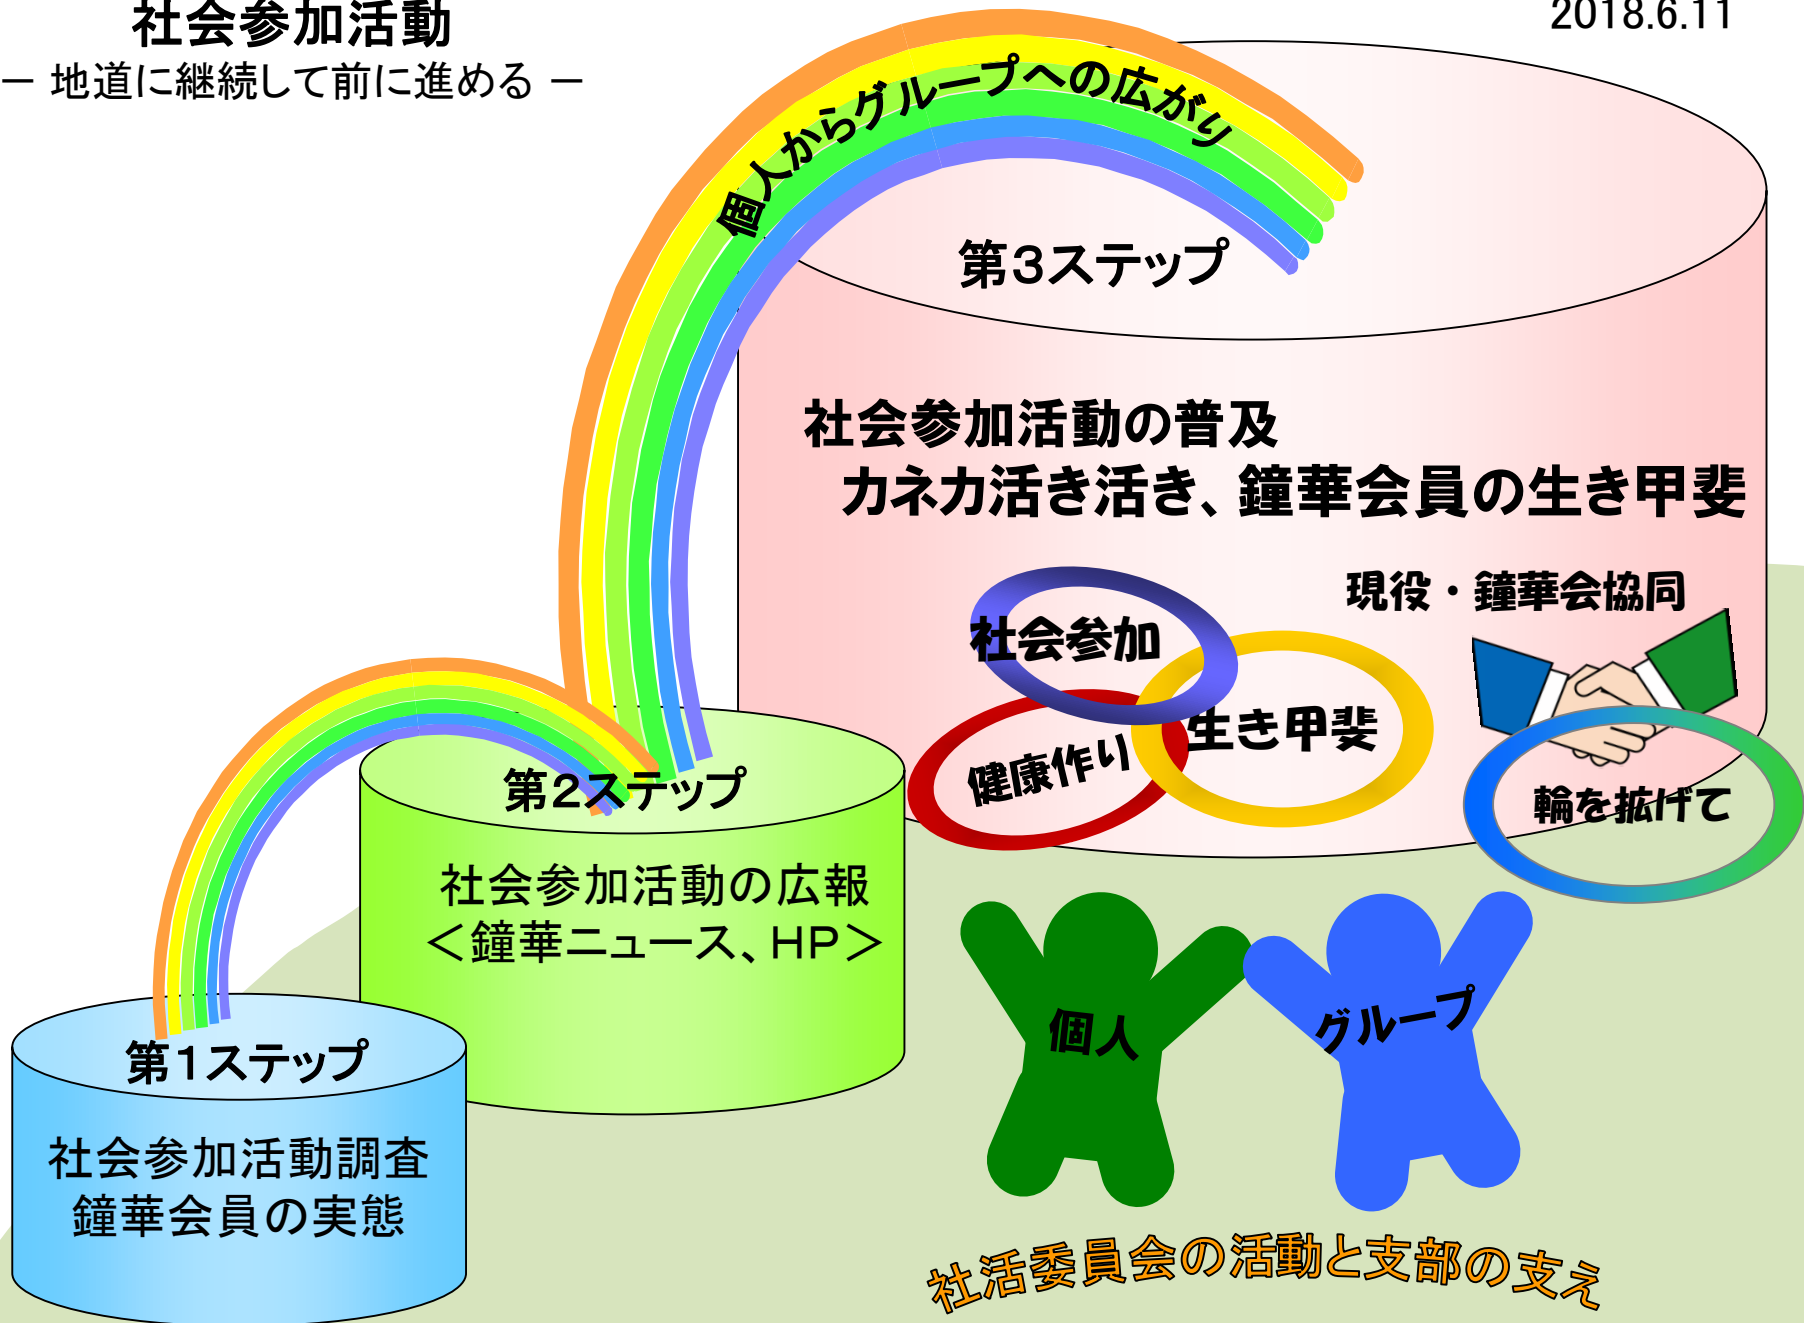 社会参加活動
－ 地道に継続して前に進める －
2018.6.11
個人からグループへの広がり
第3ステップ
社会参加活動の普及
カネカ活き活き、鐘華会員の生き甲斐
現役・鐘華会協同
社会参加
生き甲斐
健康作り
輪を拡げて
第2ステップ
社会参加活動の広報
＜鐘華ニュース、HP＞
個人
グループ
第1ステップ
社会参加活動調査
鐘華会員の実態
社活委員会の活動と支部の支え